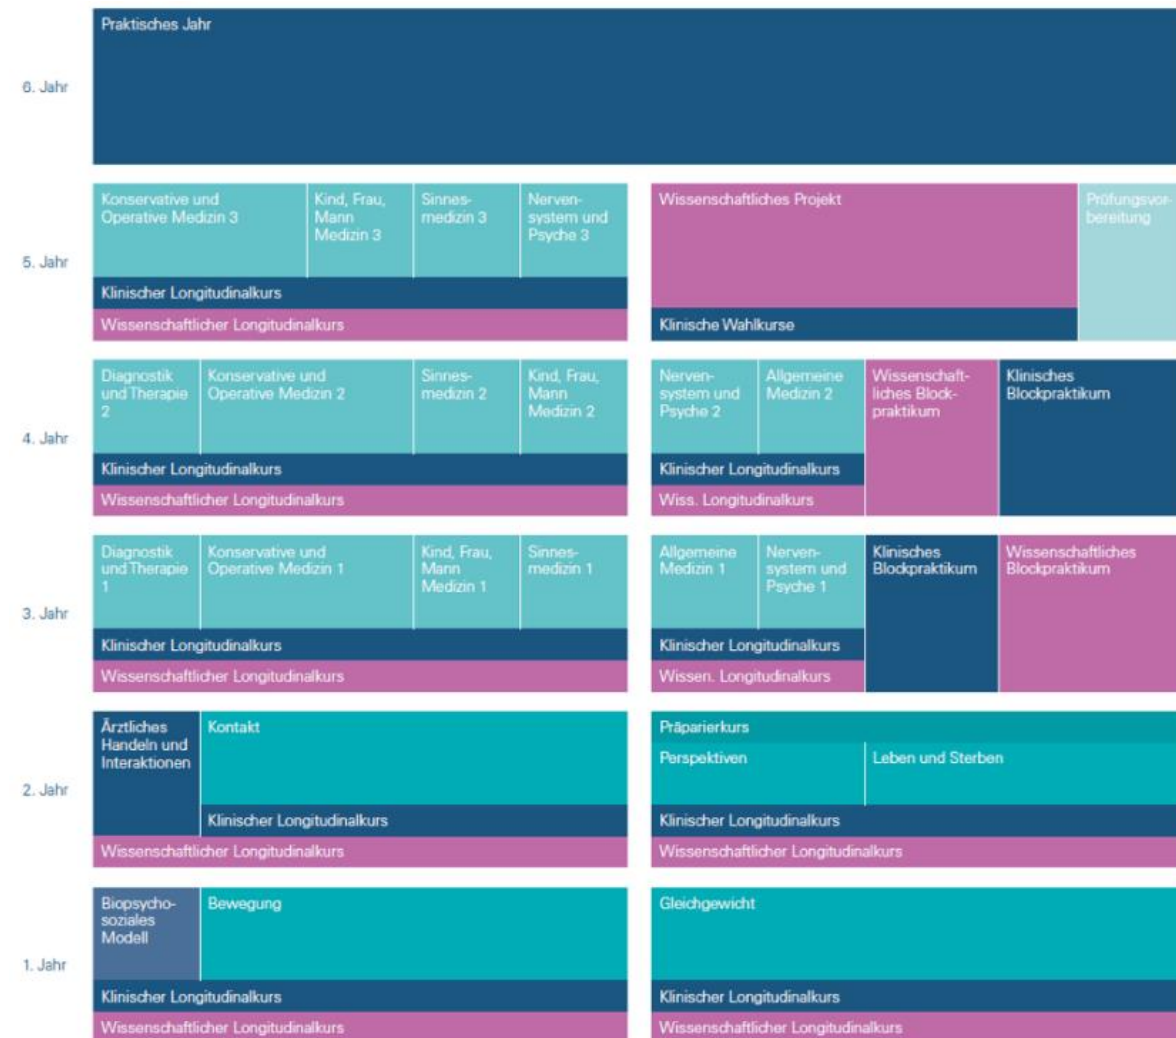 Praktisches Jahr
6. Jahr
Konservative und
Operative Medizin 3
Kind, Frau,
Mann
Medizin 3
Sinnes-
medizin 3
Nerven-
system und
Psyche 3
Wissenschaftliches Projekt
Prüfungsvor-
bereitung
5. Jahr
Klinischer Longitudinalkurs
Wissenschaftlicher Longitudinalkurs
Klinische Wahlkurse
Diagnostik
und Therapie
2
Konservative und
Operative Medizin 2
Sinnes-
medizin 2
Kind, Frau,
Mann
Medizin 2
Nerven-
system und
Psyche 2
Allgemeine
Medizin 2
Wissenschaft-
liches Block-
praktikum
Klinisches
Blockpraktikum
4. Jahr
Klinischer Longitudinalkurs
Wissenschaftlicher Longitudinalkurs
Klinischer Longitudinalkurs
Wiss. Longitudinalkurs
Diagnostik
und Therapie
1
Konservative und
Operative Medizin 1
Kind, Frau,
Mann
Medizin 1
Sinnes-
medizin 1
Allgemeine
Medizin 1
Nerven-
system und
Psyche 1
Klinisches
Blockpraktikum
Wissenschaftliches
Blockpraktikum
3. Jahr
Klinischer Longitudinalkurs
Wissenschaftlicher Longitudinalkurs
Klinischer Longitudinalkurs
Wissen. Longitudinalkurs
Ärztliches
Handeln und
Interaktionen
Kontakt
Präparierkurs
Perspektiven
Leben und Sterben
2. Jahr
Klinischer Longitudinalkurs
Wissenschaftlicher Longitudinalkurs
Klinischer Longitudinalkurs
Wissenschaftlicher Longitudinalkurs
Biopsycho-
soziales
Modell
Bewegung
Gleichgewicht
1. Jahr
Klinischer Longitudinalkurs
Wissenschaftlicher Longitudinalkurs
Klinischer Longitudinalkurs
Wissenschaftlicher Longitudinalkurs